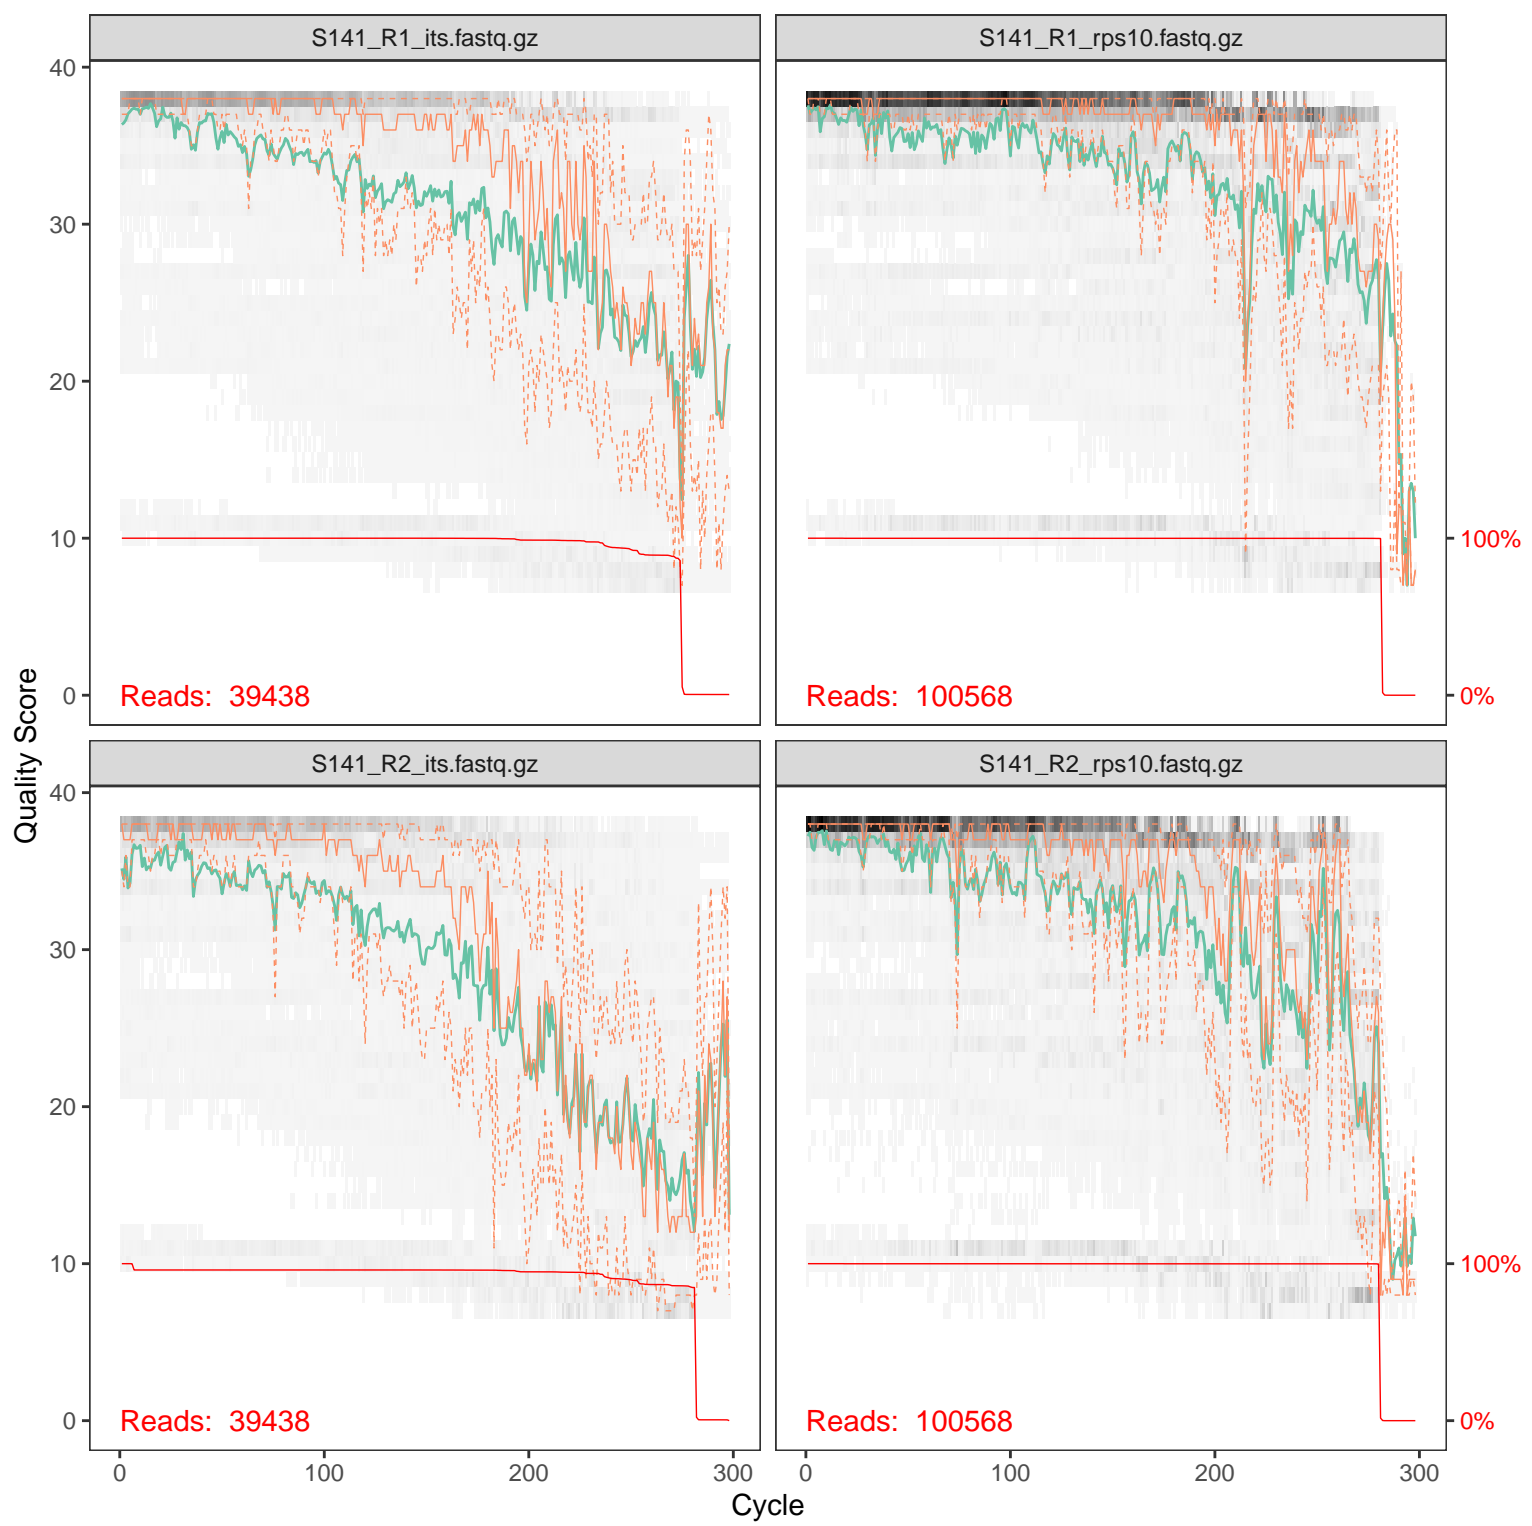 S141_R1_its.fastq.gz
S141_R1_rps10.fastq.gz
40
30
20
10
0
Reads: 39438
Reads: 100568
100%
0%
Quality Score
S141_R2_its.fastq.gz
S141_R2_rps10.fastq.gz
40
30
20
10
0
Reads: 39438
Reads: 100568
100%
0%
0 100 200 300
0 100 200 300
Cycle